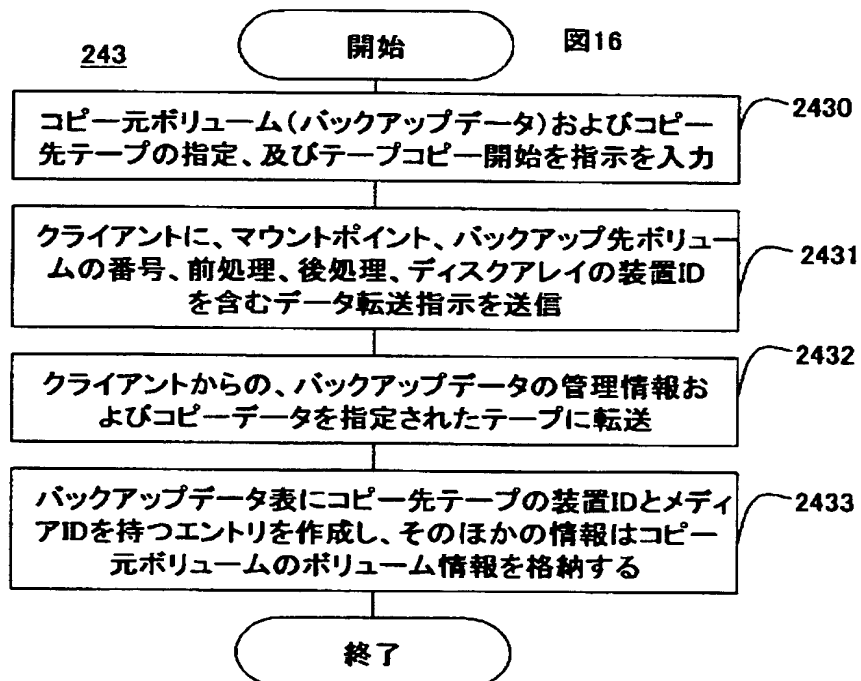 243
開始
図16
コピー元ボリューム(バックアップデータ)およびコピー
先テープの指定、及びテープコピー開始を指示を入力
2430
クライアントに、マウントポイント、バックアップ先ボリュー
ムの番号、前処理、後処理、ディスクアレイの装置ID
を含むデータ転送指示を送信
2431
クライアントからの、バックアップデータの管理情報お
よびコピーデータを指定されたテープに転送
2432
バックアップデータ表にコピー先テープの装置IDとメディ
アIDを持つエントリを作成し、そのほかの情報はコピー
元ボリュームのボリューム情報を格納する
2433
終了